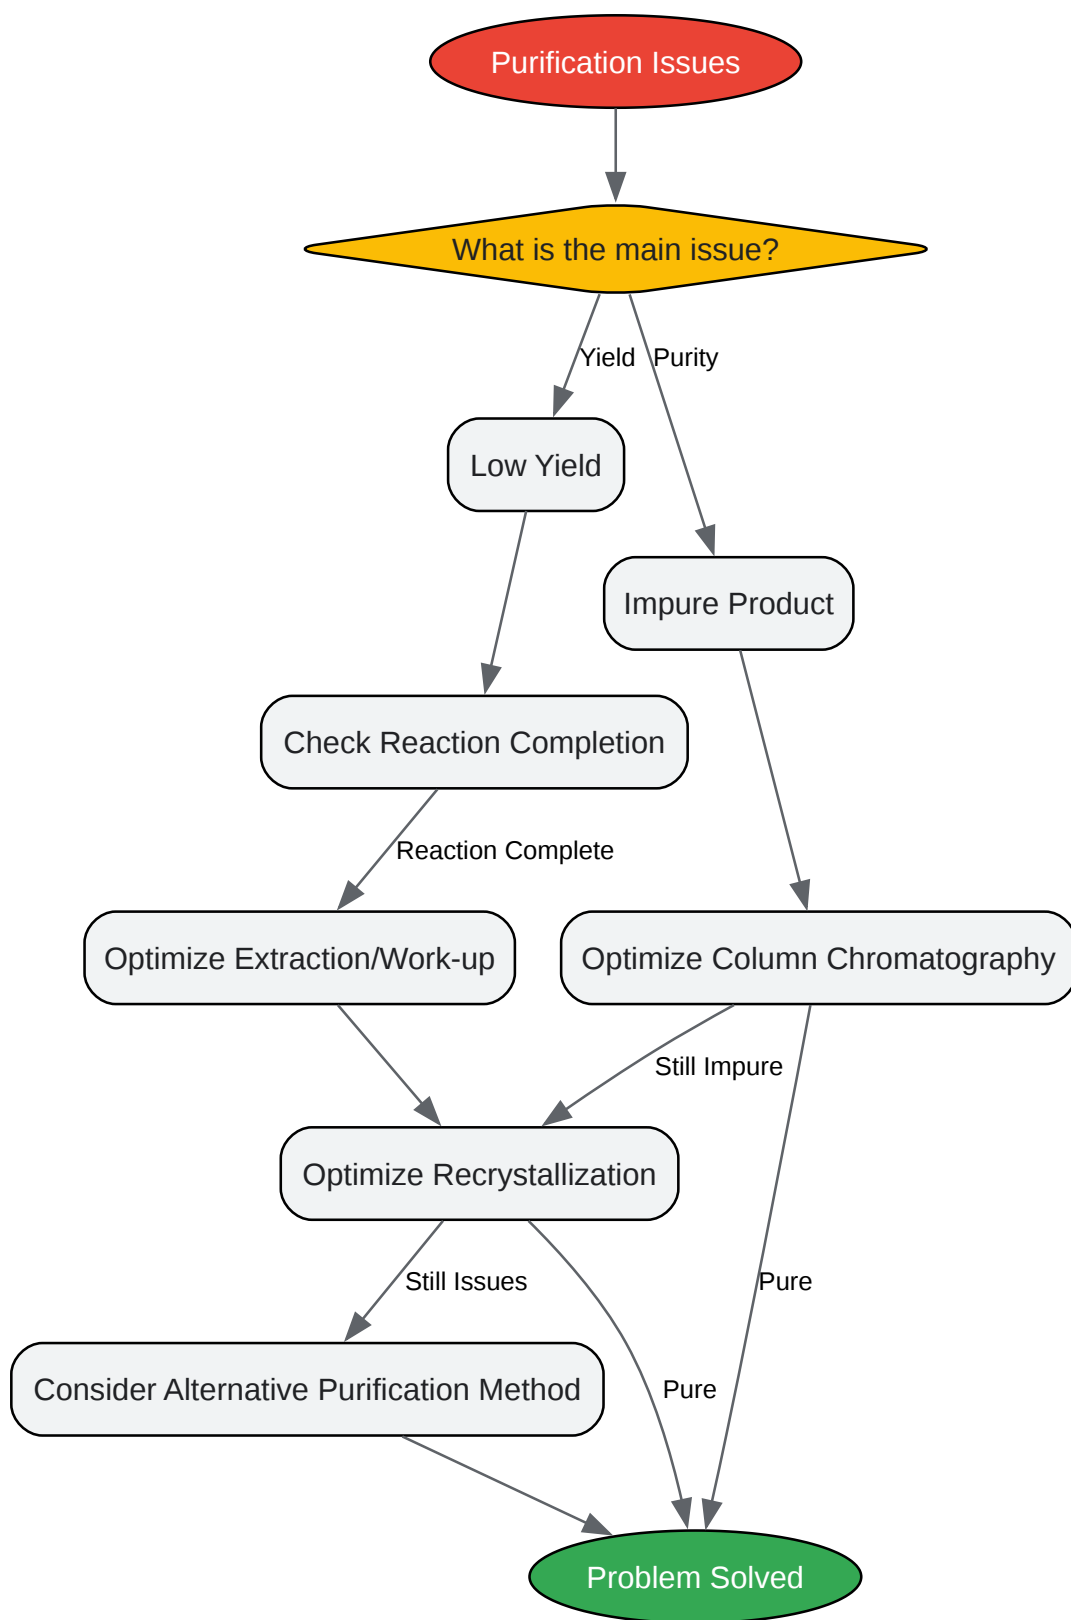 Purification Issues
What is the main issue?
Yield
Purity
Low Yield
Impure Product
Check Reaction Completion
Reaction Complete
Optimize Extraction/Work-up
Optimize Column Chromatography
Still Impure
Optimize Recrystallization
Still Issues
Pure
Consider Alternative Purification Method
Pure
Problem Solved